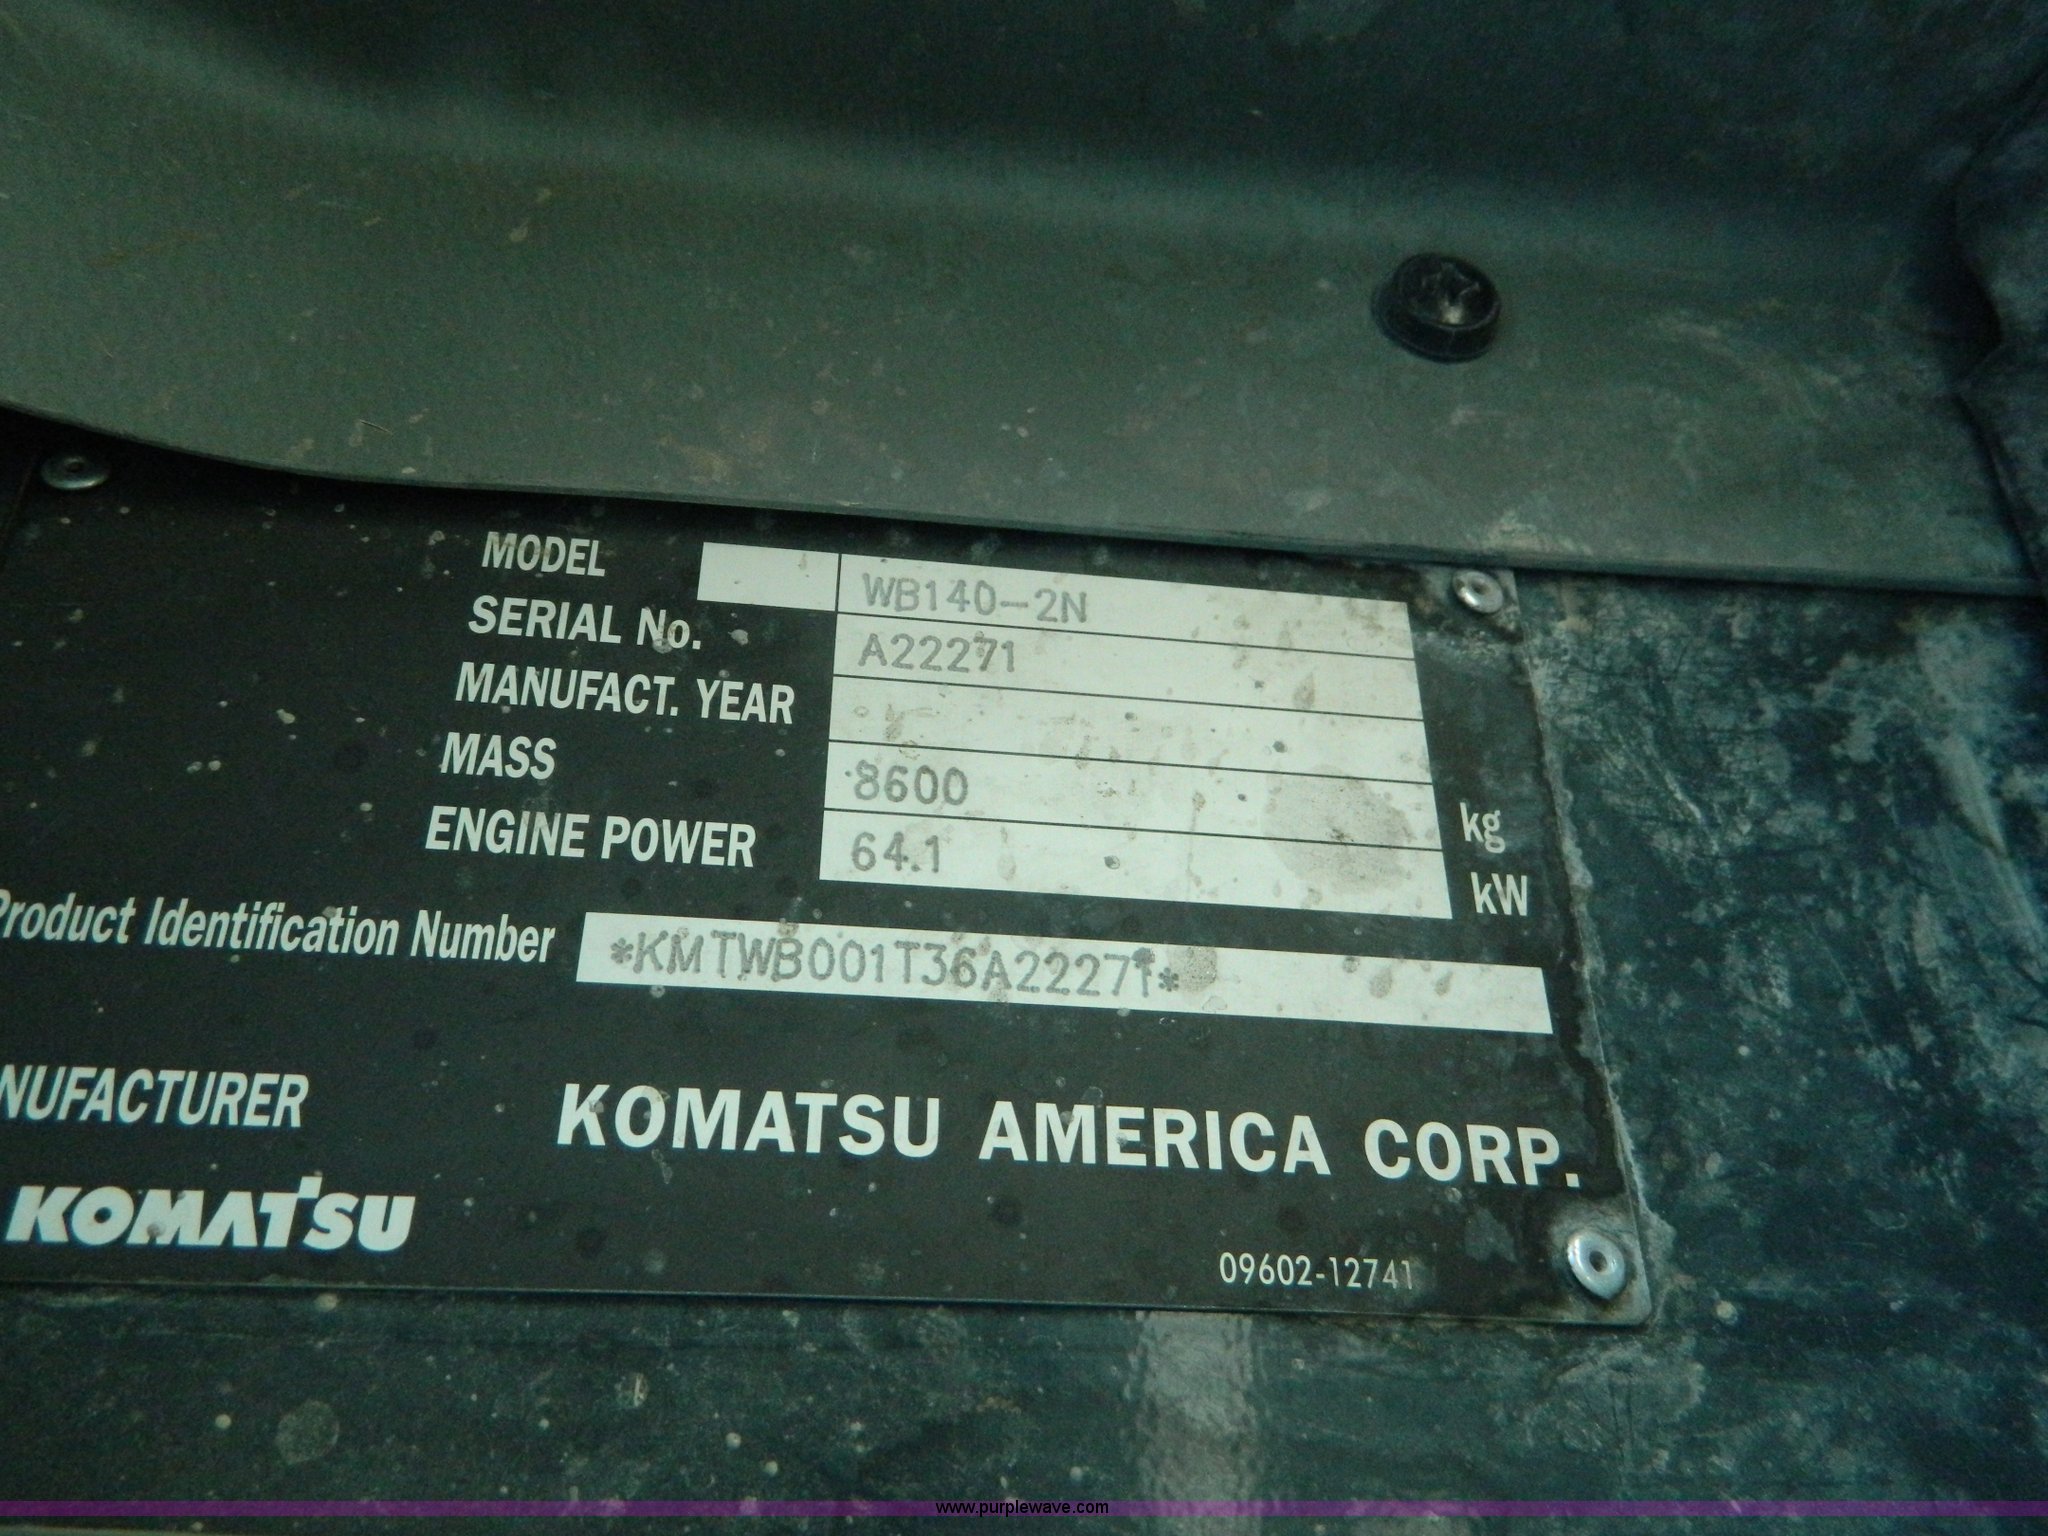 MODEL WB140-2N
SERIAL No. A22271
MANUFACT. YEAR
MASS 8600 kg
ENGINE POWER 64.1 kW
Product Identification Number *KMTWB001T36A22271*
NUFACTURER KOMATSU AMERICA CORP.
KOMATSU
09602-12741
www.purplewave.com